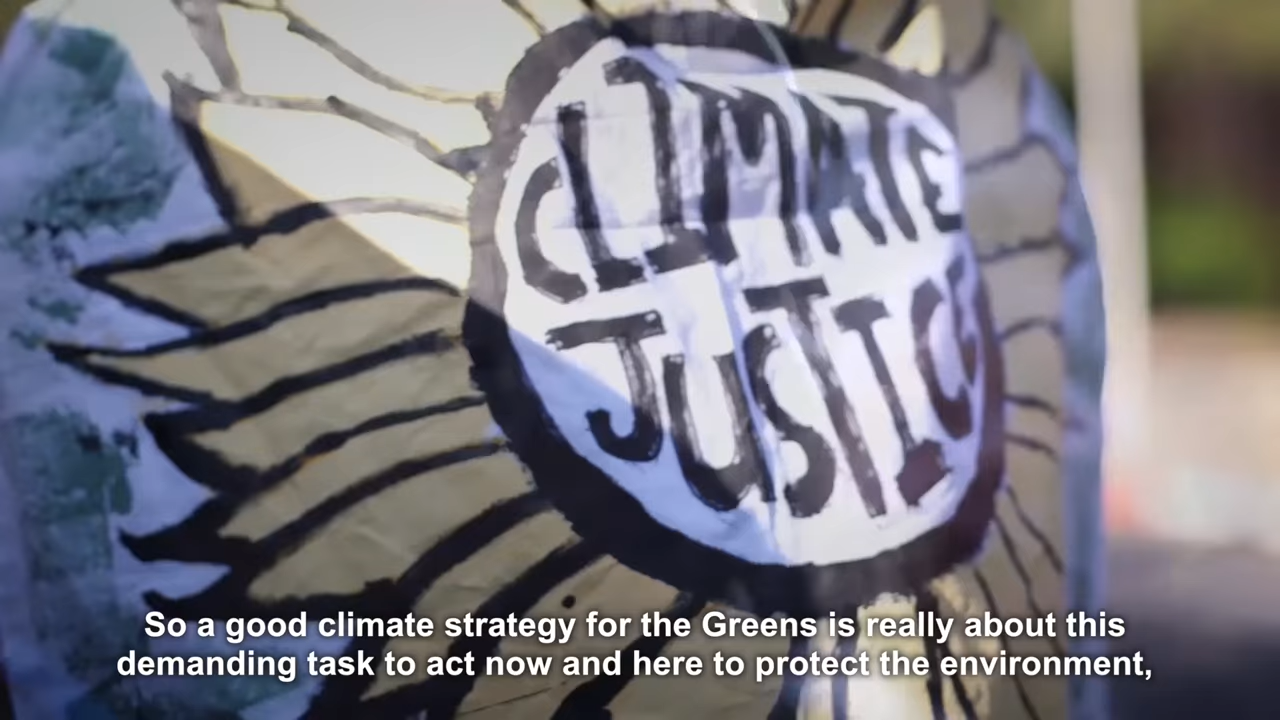 CLIMATE
JUSTICE
So a good climate strategy for the Greens is really about this
demanding task to act now and here to protect the environment,